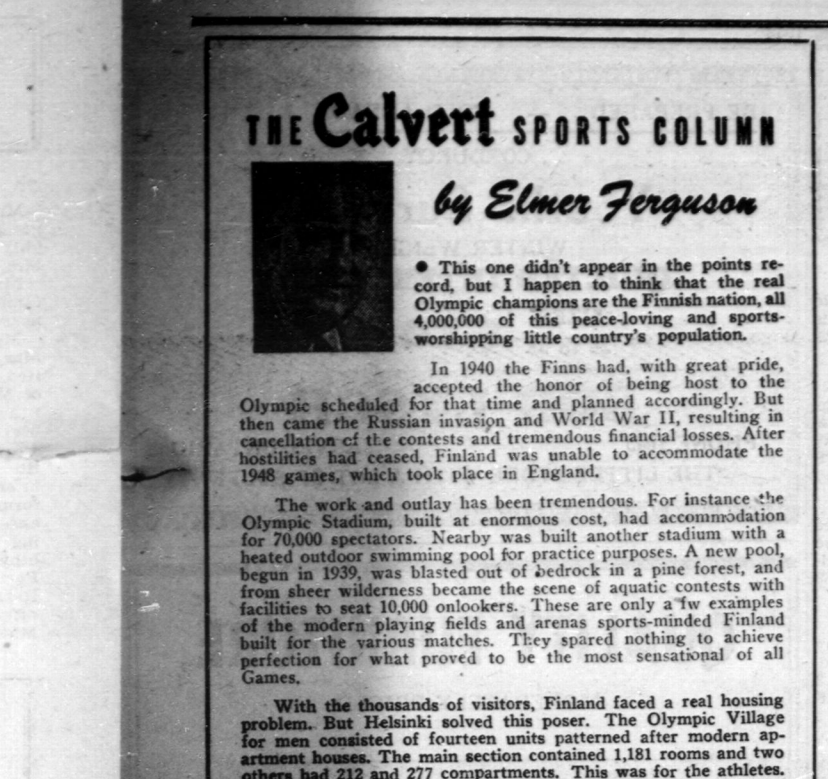 THE Calvert SPORTS COLUMN
by Elmer Ferguson
• This one didn't appear in the points re-
cord, but I happen to think that the real
Olympic champions are the Finnish nation, all
4,000,000 of this peace-loving and sports-
worshipping little country's population.
In 1940 the Finns had, with great pride,
accepted the honor of being host to the
Olympic scheduled for that time and planned accordingly. But
then came the Russian invasion and World War II, resulting in
cancellation of the contests and tremendous financial losses. After
hostilities had ceased, Finland was unable to accommodate the
1948 games, which took place in England.
The work and outlay has been tremendous. For instance the
Olympic Stadium, built at enormous cost, had accommodation
for 70,000 spectators. Nearby was built another stadium with a
heated outdoor swimming pool for practice purposes. A new pool,
begun in 1939, was blasted out of bedrock in a pine forest, and
from sheer wilderness became the scene of aquatic contests with
facilities to seat 10,000 onlookers. These are only a fw examples
of the modern playing fields and arenas sports-minded Finland
built for the various matches. They spared nothing to achieve
perfection for what proved to be the most sensational of all
Games.
With the thousands of visitors, Finland faced a real housing
problem. But Helsinki solved this poser. The Olympic Village
for men consisted of fourteen units patterned after modern ap-
artment houses. The main section contained 1,181 rooms and two
others had 212 and 277 compartments. This was for the athletes.